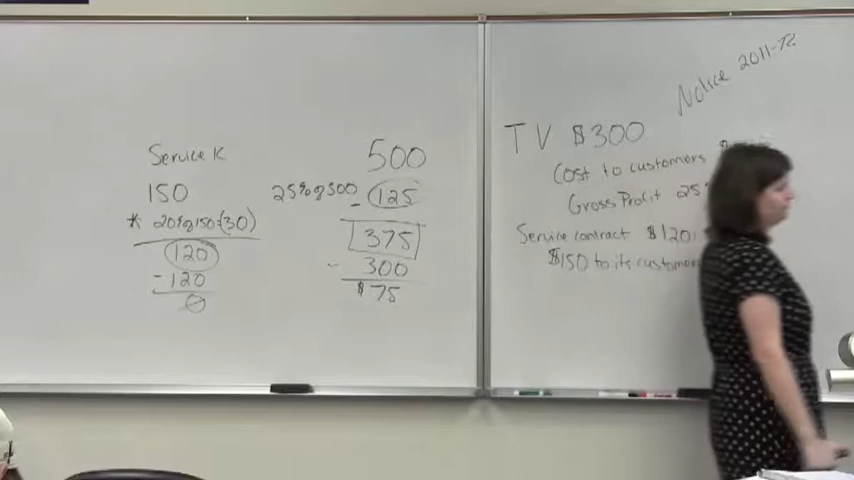 Service K
150
* 20% of 150 (30)
120
- 120
0
500
25% of 500 - 125
375
- 300
$75
Notice 2011-72
TV $300
Cost to customers
Gross Profit 25
Service contract $120
$150 to its customers